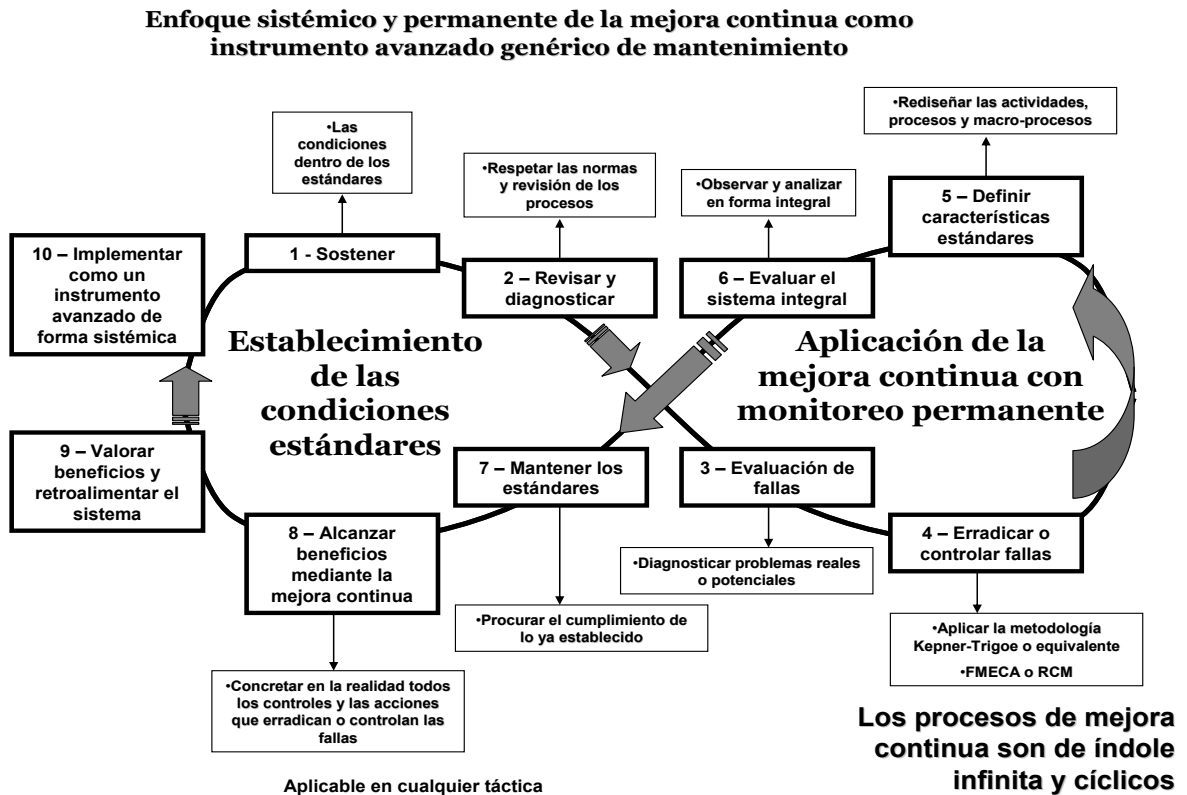 Enfoque sistémico y permanente de la mejora continua como
instrumento avanzado genérico de mantenimiento
•Las
condiciones
dentro de los
estándares
•Respetar las normas
y revisión de los
procesos
•Observar y analizar
en forma integral
•Rediseñar las actividades,
procesos y macro-procesos
10 – Implementar
como un
instrumento
avanzado de
forma sistémica
1 - Sostener
2 – Revisar y
diagnosticar
6 – Evaluar el
sistema integral
5 – Definir
características
estándares
Establecimiento
de las
condiciones
estándares
Aplicación de la
mejora continua con
monitoreo permanente
9 – Valorar
beneficios y
retroalimentar el
sistema
8 – Alcanzar
beneficios
mediante la
mejora continua
7 – Mantener los
estándares
3 – Evaluación de
fallas
4 – Erradicar o
controlar fallas
•Diagnosticar problemas reales
o potenciales
•Procurar el cumplimiento de
lo ya establecido
•Aplicar la metodología
Kepner-Trigoe o equivalente
•FMECA o RCM
•Concretar en la realidad todos
los controles y las acciones
que erradican o controlan las
fallas
Los procesos de mejora
continua son de índole
infinita y cíclicos
Aplicable en cualquier táctica